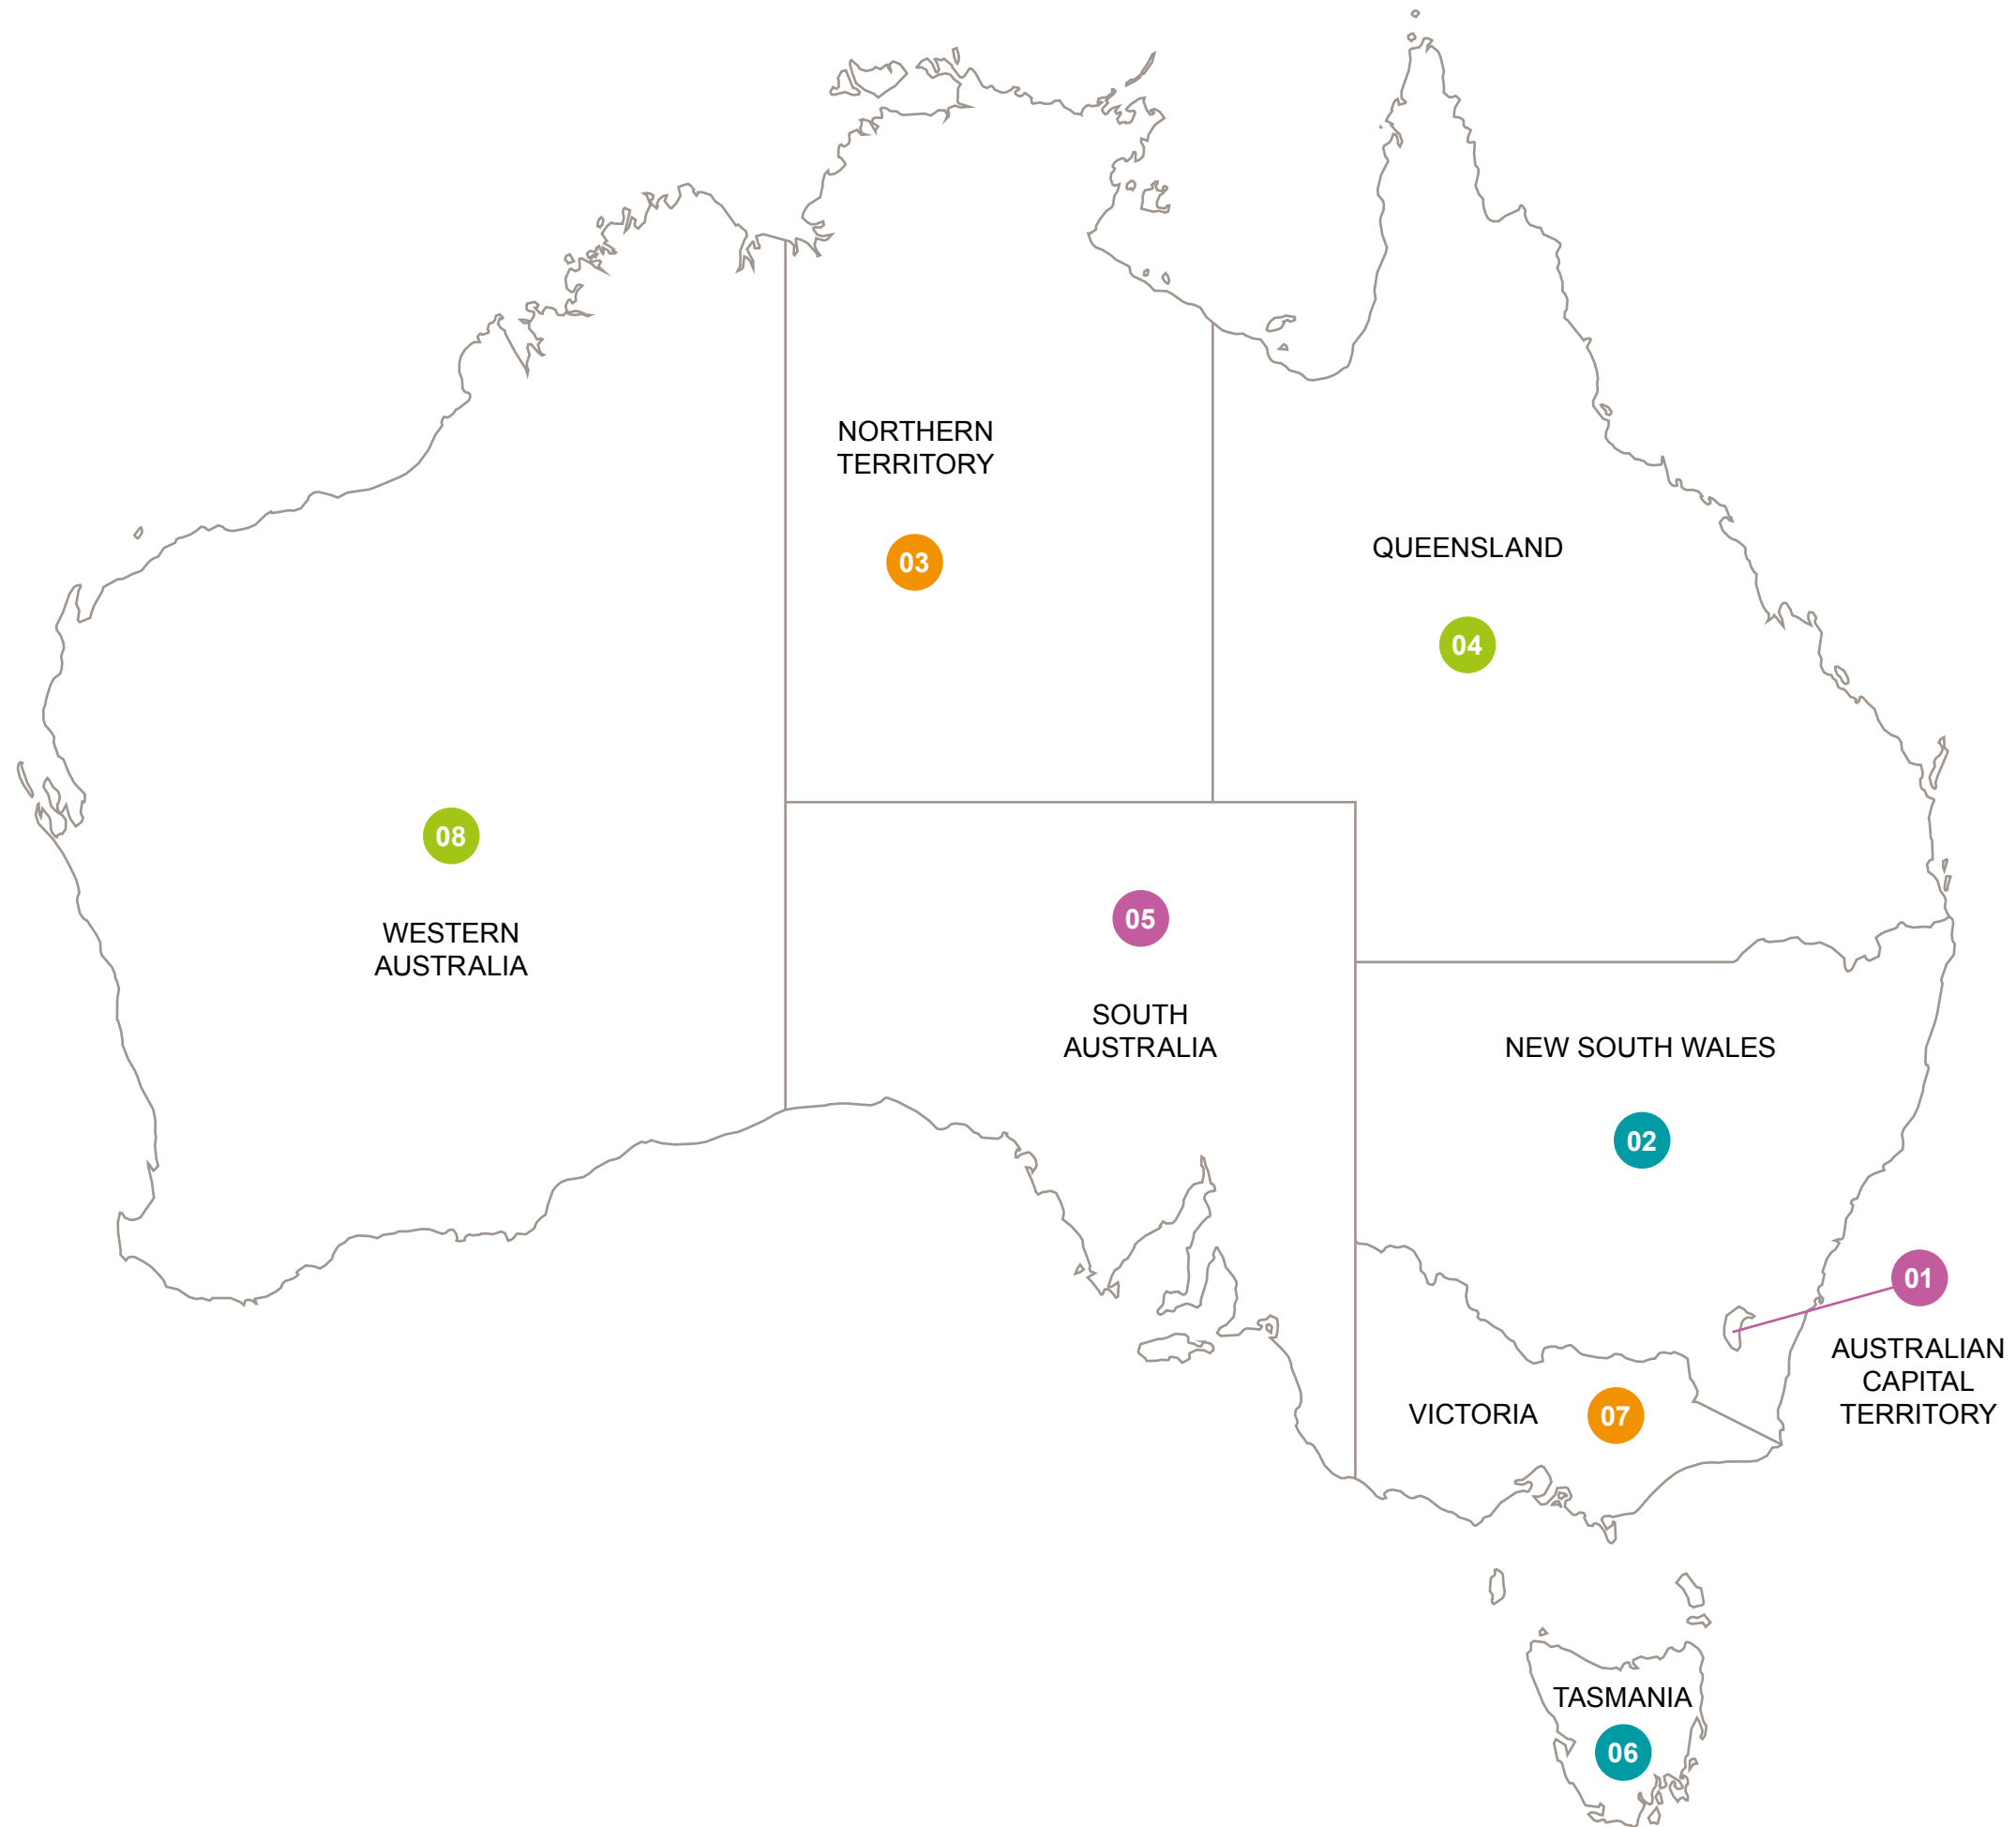 NORTHERN
TERRITORY
03
QUEENSLAND
04
08
WESTERN
AUSTRALIA
05
SOUTH
AUSTRALIA
NEW SOUTH WALES
02
01
AUSTRALIAN
CAPITAL
TERRITORY
VICTORIA
07
TASMANIA
06